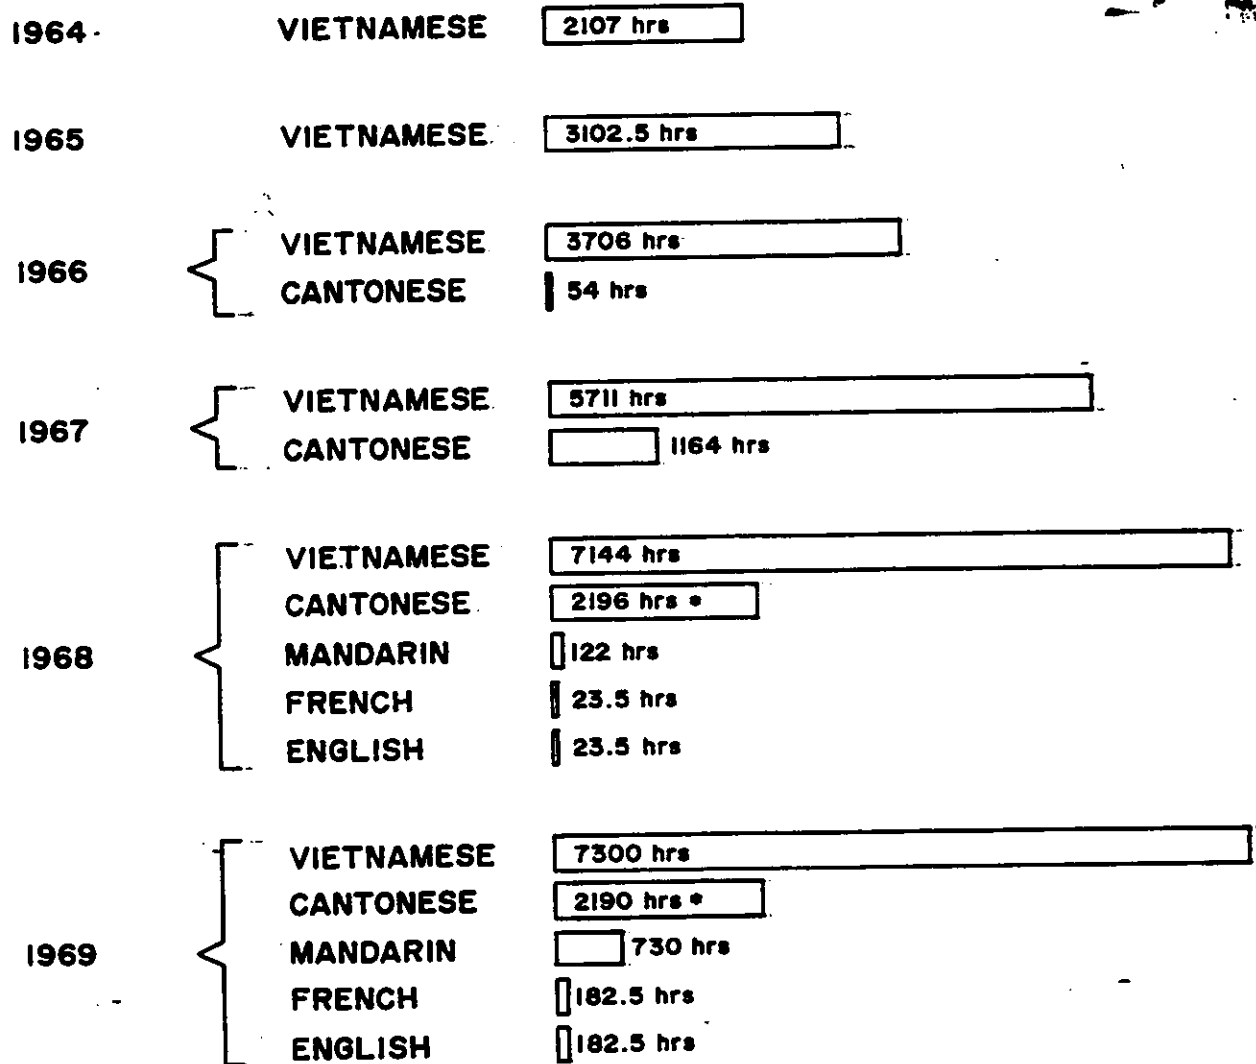 1964 VIETNAMESE 2107 hrs
1965 VIETNAMESE 3102.5 hrs
VIETNAMESE 3706 hrs
1966
CANTONESE 54 hrs
VIETNAMESE 5711 hrs
1967
CANTONESE 1164 hrs
VIETNAMESE 7144 hrs
CANTONESE 2196 hrs *
1968 MANDARIN 122 hrs
FRENCH 23.5 hrs
ENGLISH 23.5 hrs
VIETNAMESE 7300 hrs
CANTONESE 2190 hrs *
1969 MANDARIN 730 hrs
FRENCH 182.5 hrs
ENGLISH 182.5 hrs